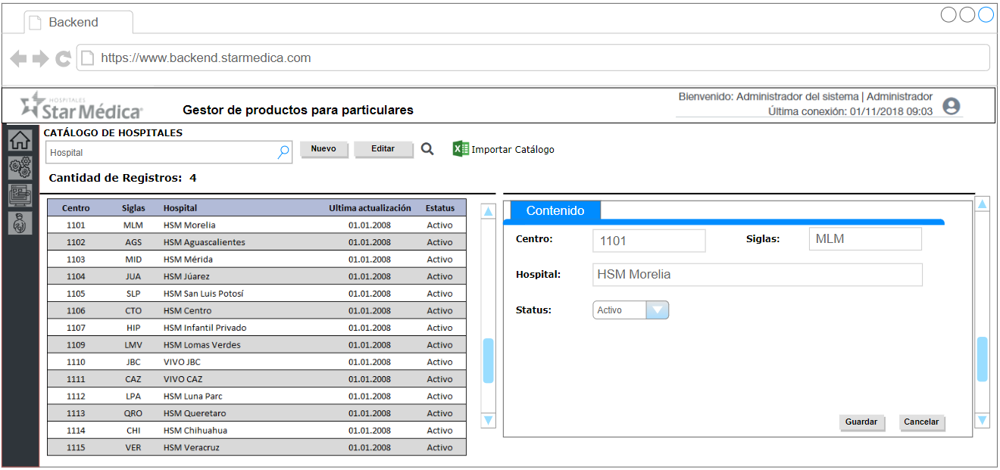 Backend
https://www.backend.starmedica.com
HOSPITALES
Star Médica
Gestor de productos para particulares
Bienvenido: Administrador del sistema | Administrador
Última conexión: 01/11/2018 09:03
CATÁLOGO DE HOSPITALES
Hospital
Nuevo
Editar
Importar Catálogo
Cantidad de Registros: 4
Centro Siglas Hospital Ultima actualización Estatus
1101 MLM HSM Morelia 01.01.2008 Activo
1102 AGS HSM Aguascalientes 01.01.2008 Activo
1103 MID HSM Mérida 01.01.2008 Activo
1104 JUA HSM Júarez 01.01.2008 Activo
1105 SLP HSM San Luis Potosí 01.01.2008 Activo
1106 CTO HSM Centro 01.01.2008 Activo
1107 HIP HSM Infantil Privado 01.01.2008 Activo
1109 LMV HSM Lomas Verdes 01.01.2008 Activo
1110 JBC VIVO JBC 01.01.2008 Activo
1111 CAZ VIVO CAZ 01.01.2008 Activo
1112 LPA HSM Luna Parc 01.01.2008 Activo
1113 QRO HSM Queretaro 01.01.2008 Activo
1114 CHI HSM Chihuahua 01.01.2008 Activo
1115 VER HSM Veracruz 01.01.2008 Activo
Contenido
Centro: 1101 Siglas: MLM
Hospital: HSM Morelia
Status: Activo
Guardar Cancelar